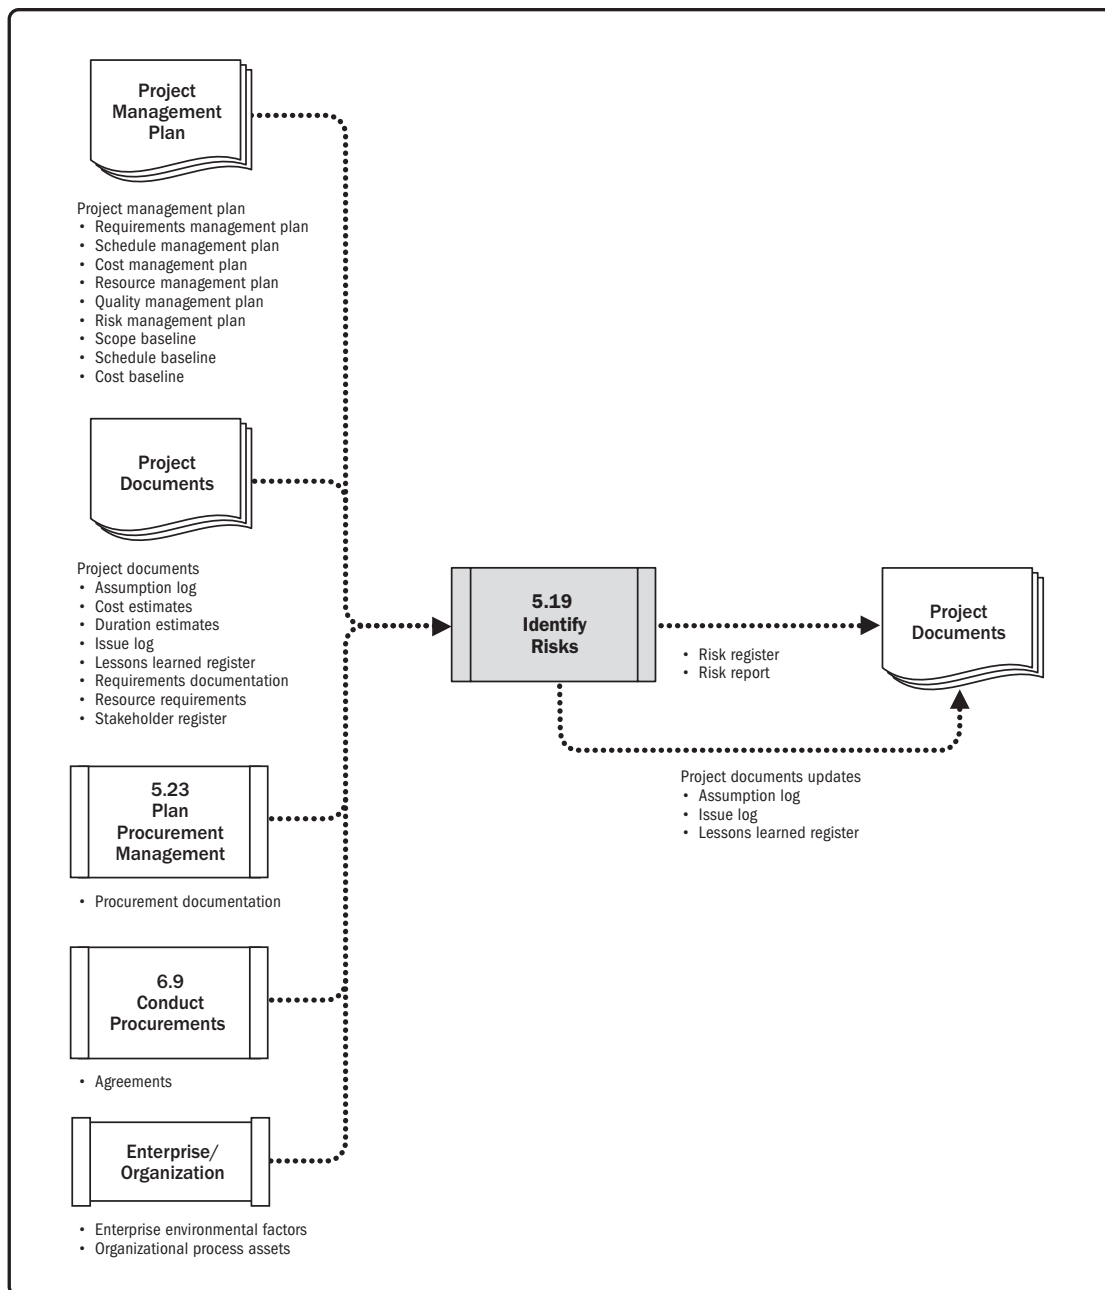 Project
Management
Plan
Project management plan
• Requirements management plan
• Schedule management plan
• Cost management plan
• Resource management plan
• Quality management plan
• Risk management plan
• Scope baseline
• Schedule baseline
• Cost baseline
Project
Documents
Project documents
• Assumption log
• Cost estimates
• Duration estimates
• Issue log
• Lessons learned register
• Requirements documentation
• Resource requirements
• Stakeholder register
5.23
Plan
Procurement
Management
• Procurement documentation
6.9
Conduct
Procurements
• Agreements
Enterprise/
Organization
• Enterprise environmental factors
• Organizational process assets
5.19
Identify
Risks
• Risk register
• Risk report
Project
Documents
Project documents updates
• Assumption log
• Issue log
• Lessons learned register